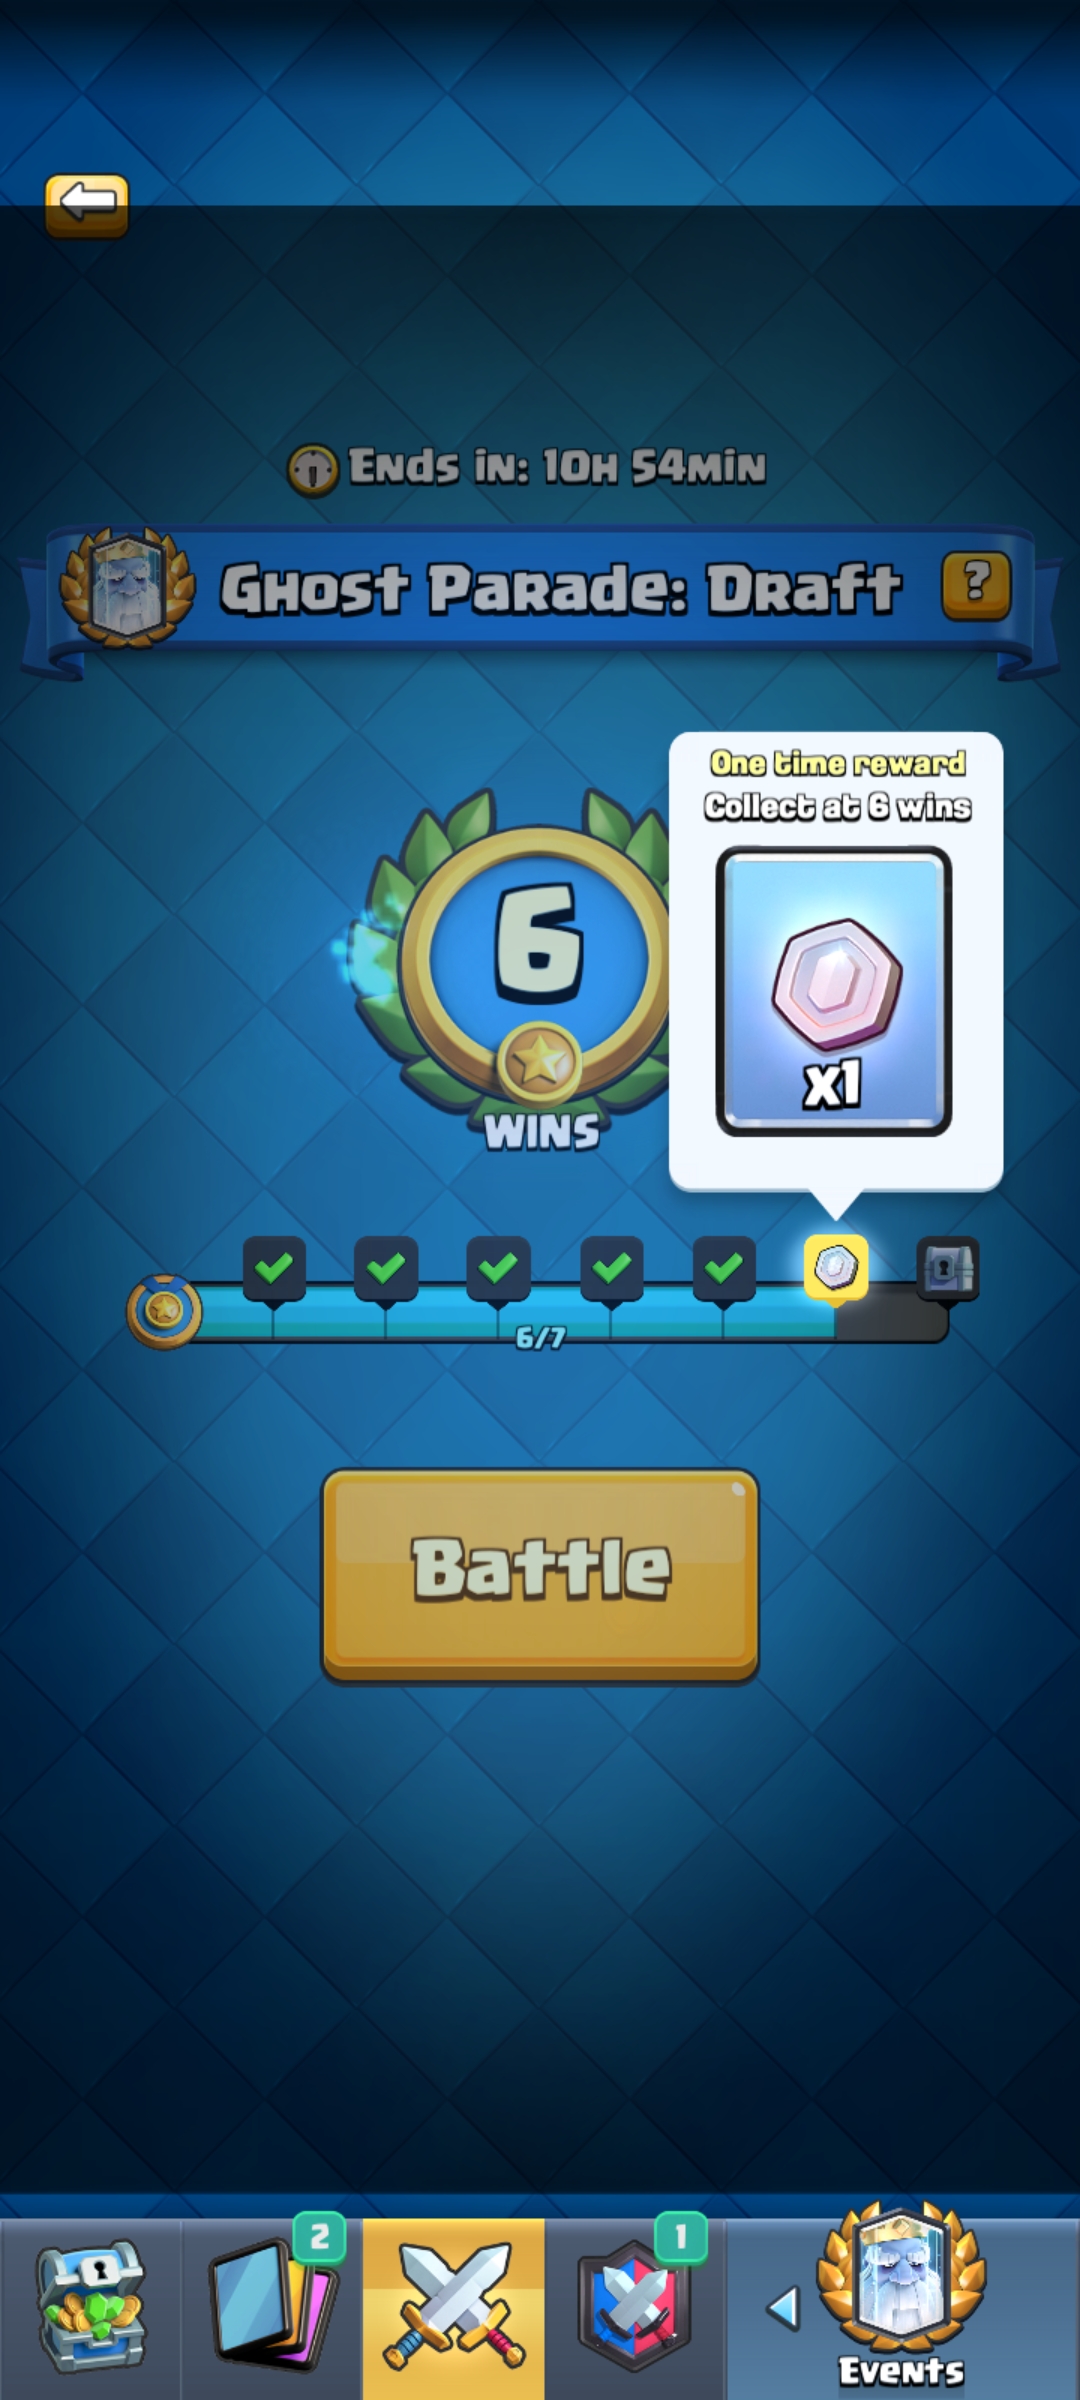 Ends in: 10h 54min
Ghost Parade: Draft
?
One time reward
Collect at 6 wins
6
x1
WINS
6/7
Battle
2
1
Events